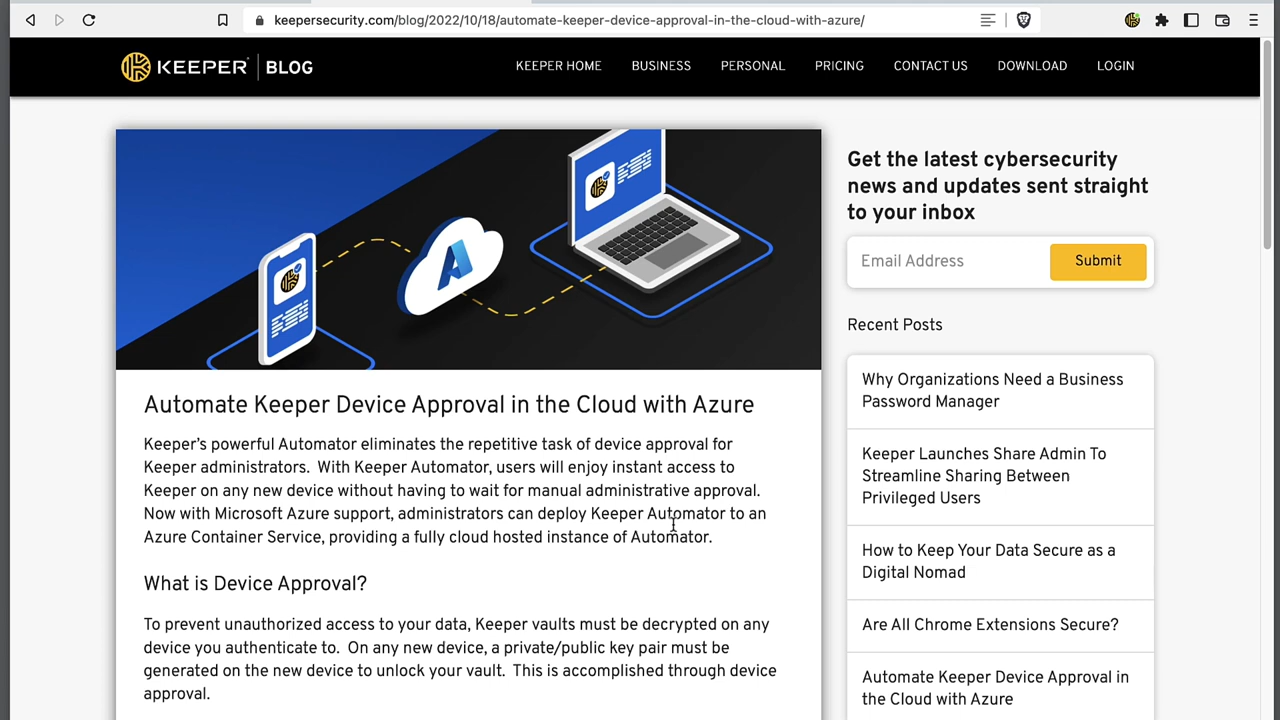 keepersecurity.com/blog/2022/10/18/automate-keeper-device-approval-in-the-cloud-with-azure/
KEEPER BLOG
KEEPER HOME
BUSINESS
PERSONAL
PRICING
CONTACT US
DOWNLOAD
LOGIN
Automate Keeper Device Approval in the Cloud with Azure
Keeper's powerful Automator eliminates the repetitive task of device approval for
Keeper administrators.  With Keeper Automator, users will enjoy instant access to
Keeper on any new device without having to wait for manual administrative approval.
Now with Microsoft Azure support, administrators can deploy Keeper Automator to an
Azure Container Service, providing a fully cloud hosted instance of Automator.
What is Device Approval?
To prevent unauthorized access to your data, Keeper vaults must be decrypted on any
device you authenticate to.  On any new device, a private/public key pair must be
generated on the new device to unlock your vault.  This is accomplished through device
approval.
Get the latest cybersecurity
news and updates sent straight
to your inbox
Email Address
Submit
Recent Posts
Why Organizations Need a Business
Password Manager
Keeper Launches Share Admin To
Streamline Sharing Between
Privileged Users
How to Keep Your Data Secure as a
Digital Nomad
Are All Chrome Extensions Secure?
Automate Keeper Device Approval in
the Cloud with Azure